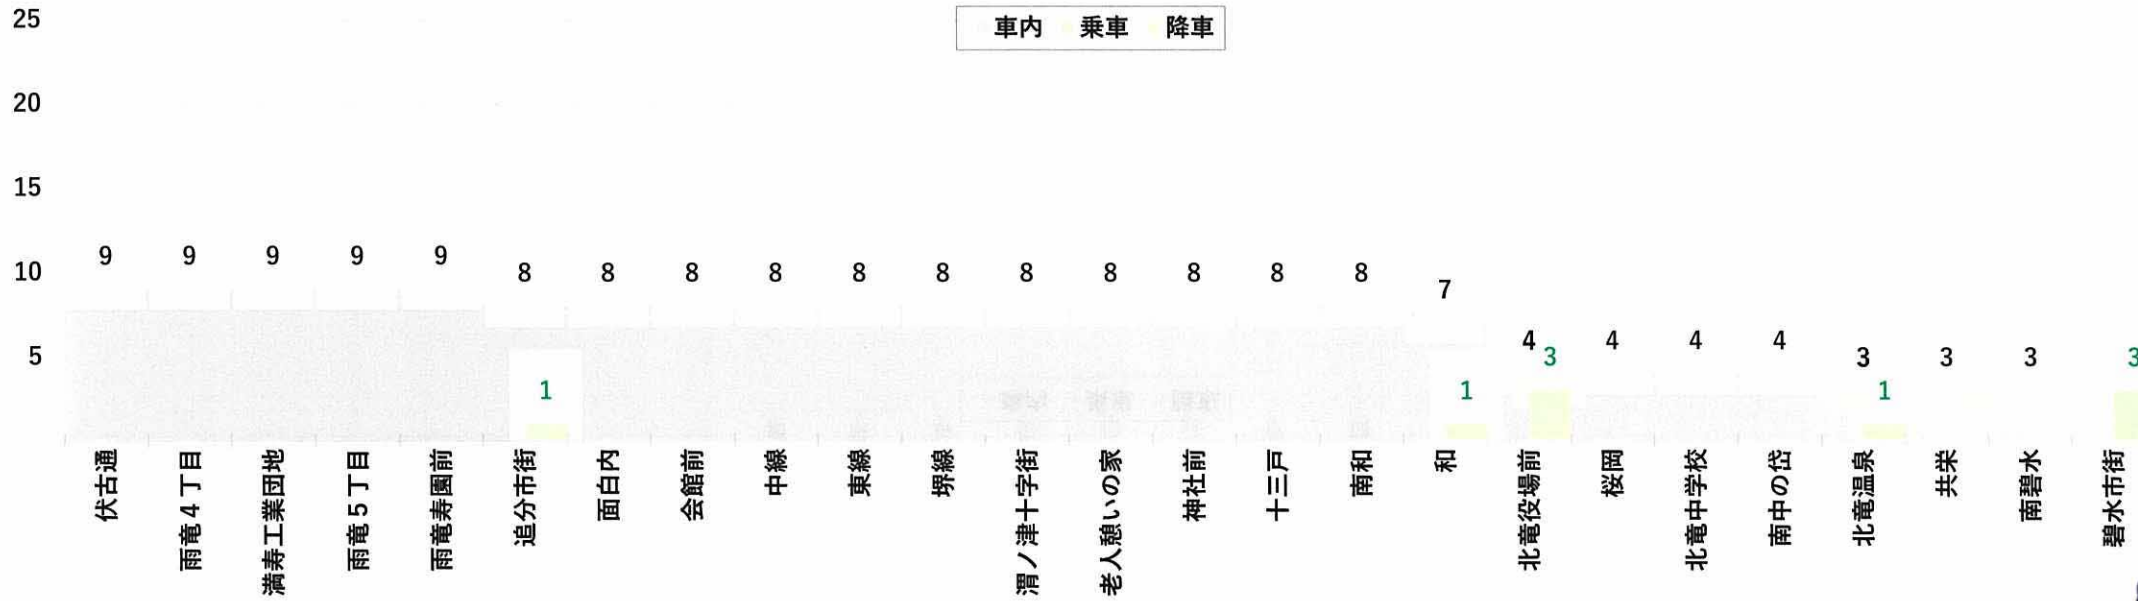 車内 乗車 降車
25
20
15
10
5
9 9 9 9 9 8 8 8 8 8 8 8 8 8 8 8 7 4 4 4 4 3 3 3
1 1 3 1 3
伏古通
雨竜4丁目
満寿工業団地
雨竜5丁目
雨竜寿園前
追分市街
面白内
会館前
中線
東線
堺線
渭ノ津十字街
老人憩いの家
神社前
十三戸
南和
和
北竜役場前
桜岡
北竜中学校
南中の岱
北竜温泉
共栄
南碧水
碧水市街